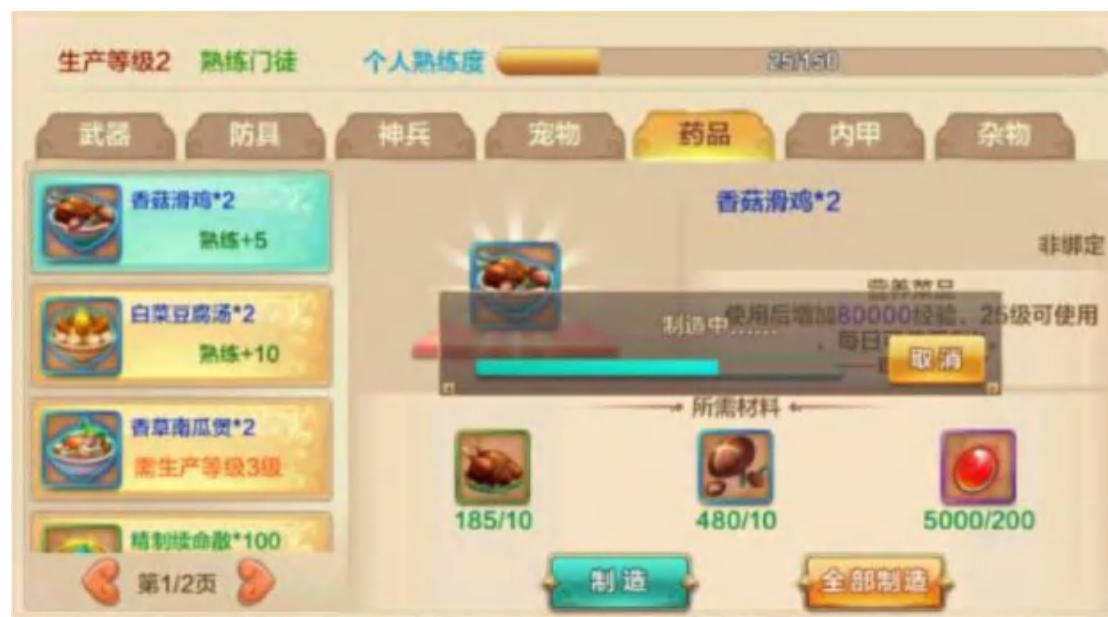 生产等级2 熟练门徒 个人熟练度 25/150
武器 防具 神兵 宠物 药品 内甲 杂物
香菇滑鸡*2
熟练+5
白菜豆腐汤*2
熟练+10
香草南瓜煲*2
需生产等级3级
精制续命散*100
第1/2页
香菇滑鸡*2
非绑定
营养菜品
使用后增加80000经验，25级可使用
，每日
制造中......
取消
所需材料
185/10 480/10 5000/200
制造 全部制造